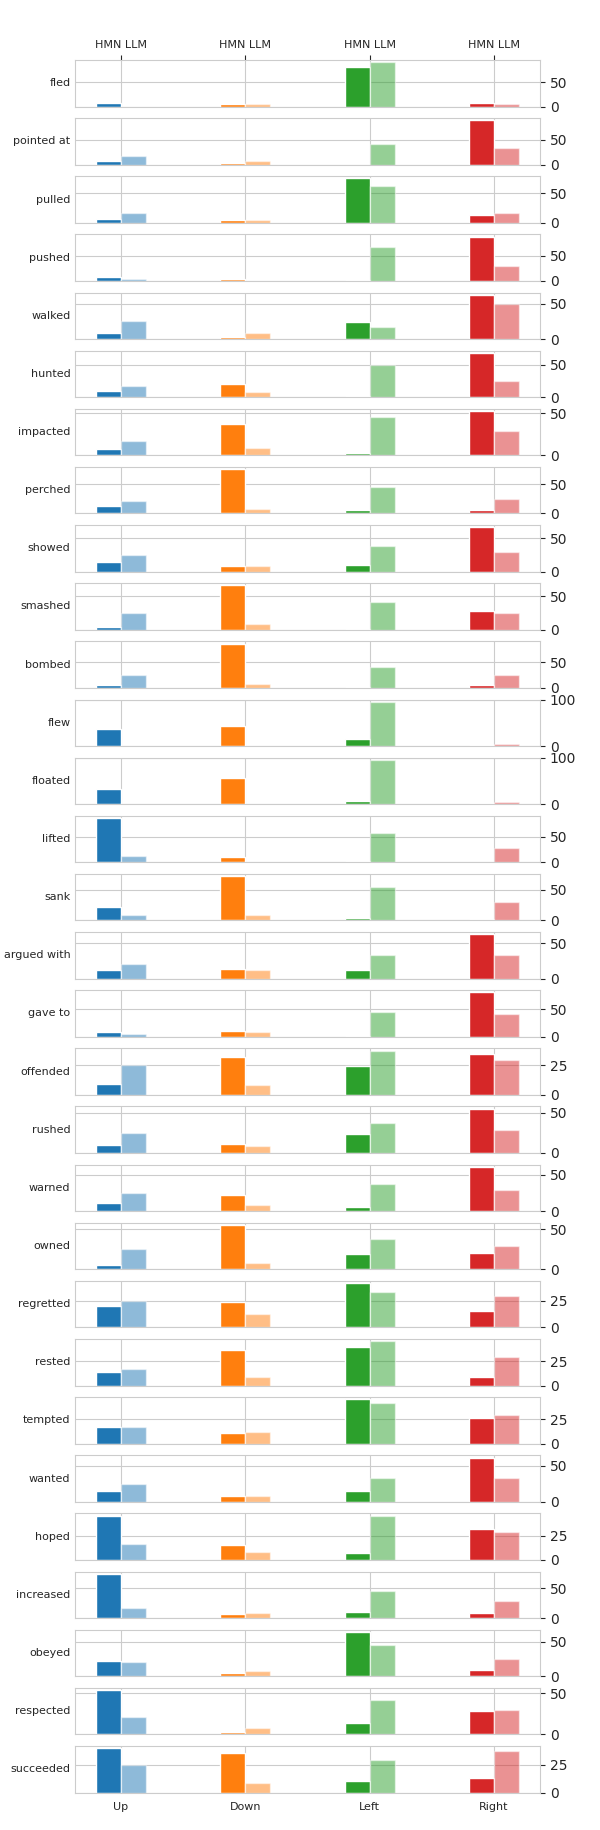 HMN LLM HMN LLM HMN LLM HMN LLM
fled 50 0
pointed at 50 0
pulled 50 0
pushed 50 0
walked 50 0
hunted 50 0
impacted 50 0
perched 50 0
showed 50 0
smashed 50 0
bombed 50 0
flew 100 0
floated 100 0
lifted 50 0
sank 50 0
argued with 50 0
gave to 50 0
offended 25 0
rushed 50 0
warned 50 0
owned 50 0
regretted 25 0
rested 25 0
tempted 25 0
wanted 50 0
hoped 25 0
increased 50 0
obeyed 50 0
respected 50 0
succeeded 25 0
Up Down Left Right